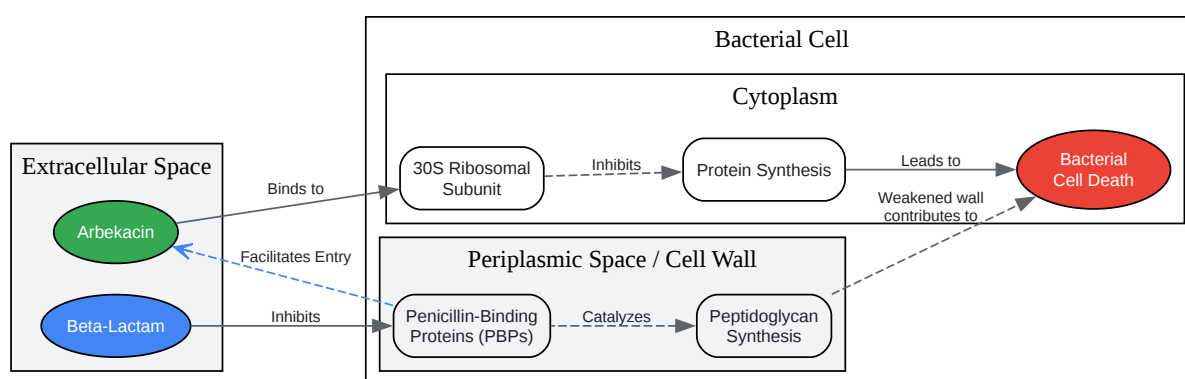 Bacterial Cell
Cytoplasm
Extracellular Space
30S Ribosomal
Subunit
Inhibits
Protein Synthesis
Leads to
Bacterial
Cell Death
Binds to
Weakened wall
contributes to
Arbekacin
Facilitates Entry
Periplasmic Space / Cell Wall
Beta-Lactam
Inhibits
Penicillin-Binding
Proteins (PBPs)
Catalyzes
Peptidoglycan
Synthesis